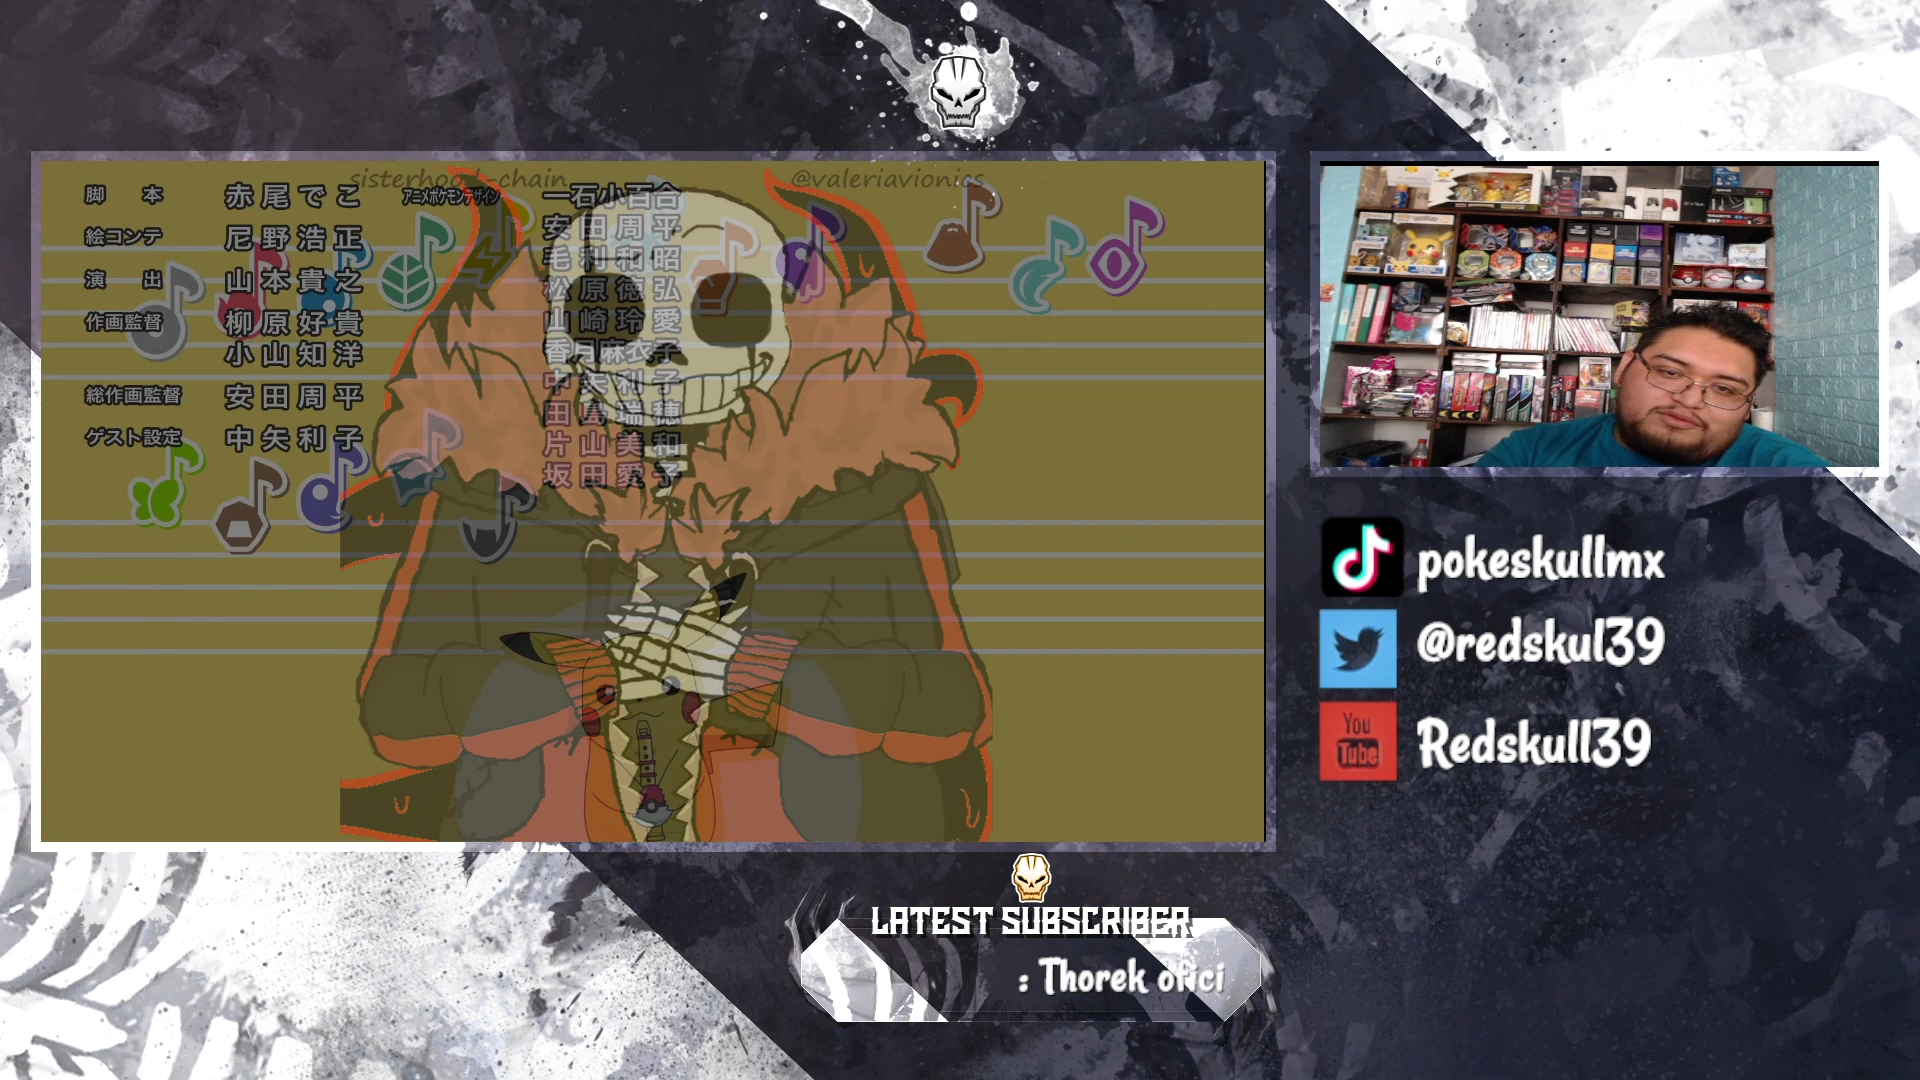 sisterhood-chain
@valeriavionics
脚本 赤尾でこ
絵コンテ 尼野浩正
演出 山本貴之
作画監督 柳原好貴
小山知洋
総作画監督 安田周平
ゲスト設定 中矢利子
アニメポケモンデザイン 一石小百合
安田周平
毛利和昭
松原徳弘
山崎玲愛
香月麻衣子
中矢利子
片山美和
坂田愛子
pokeskullmx
@redskul39
You
Tube
Redskull39
LATEST SUBSCRIBER
: Thorek ofici